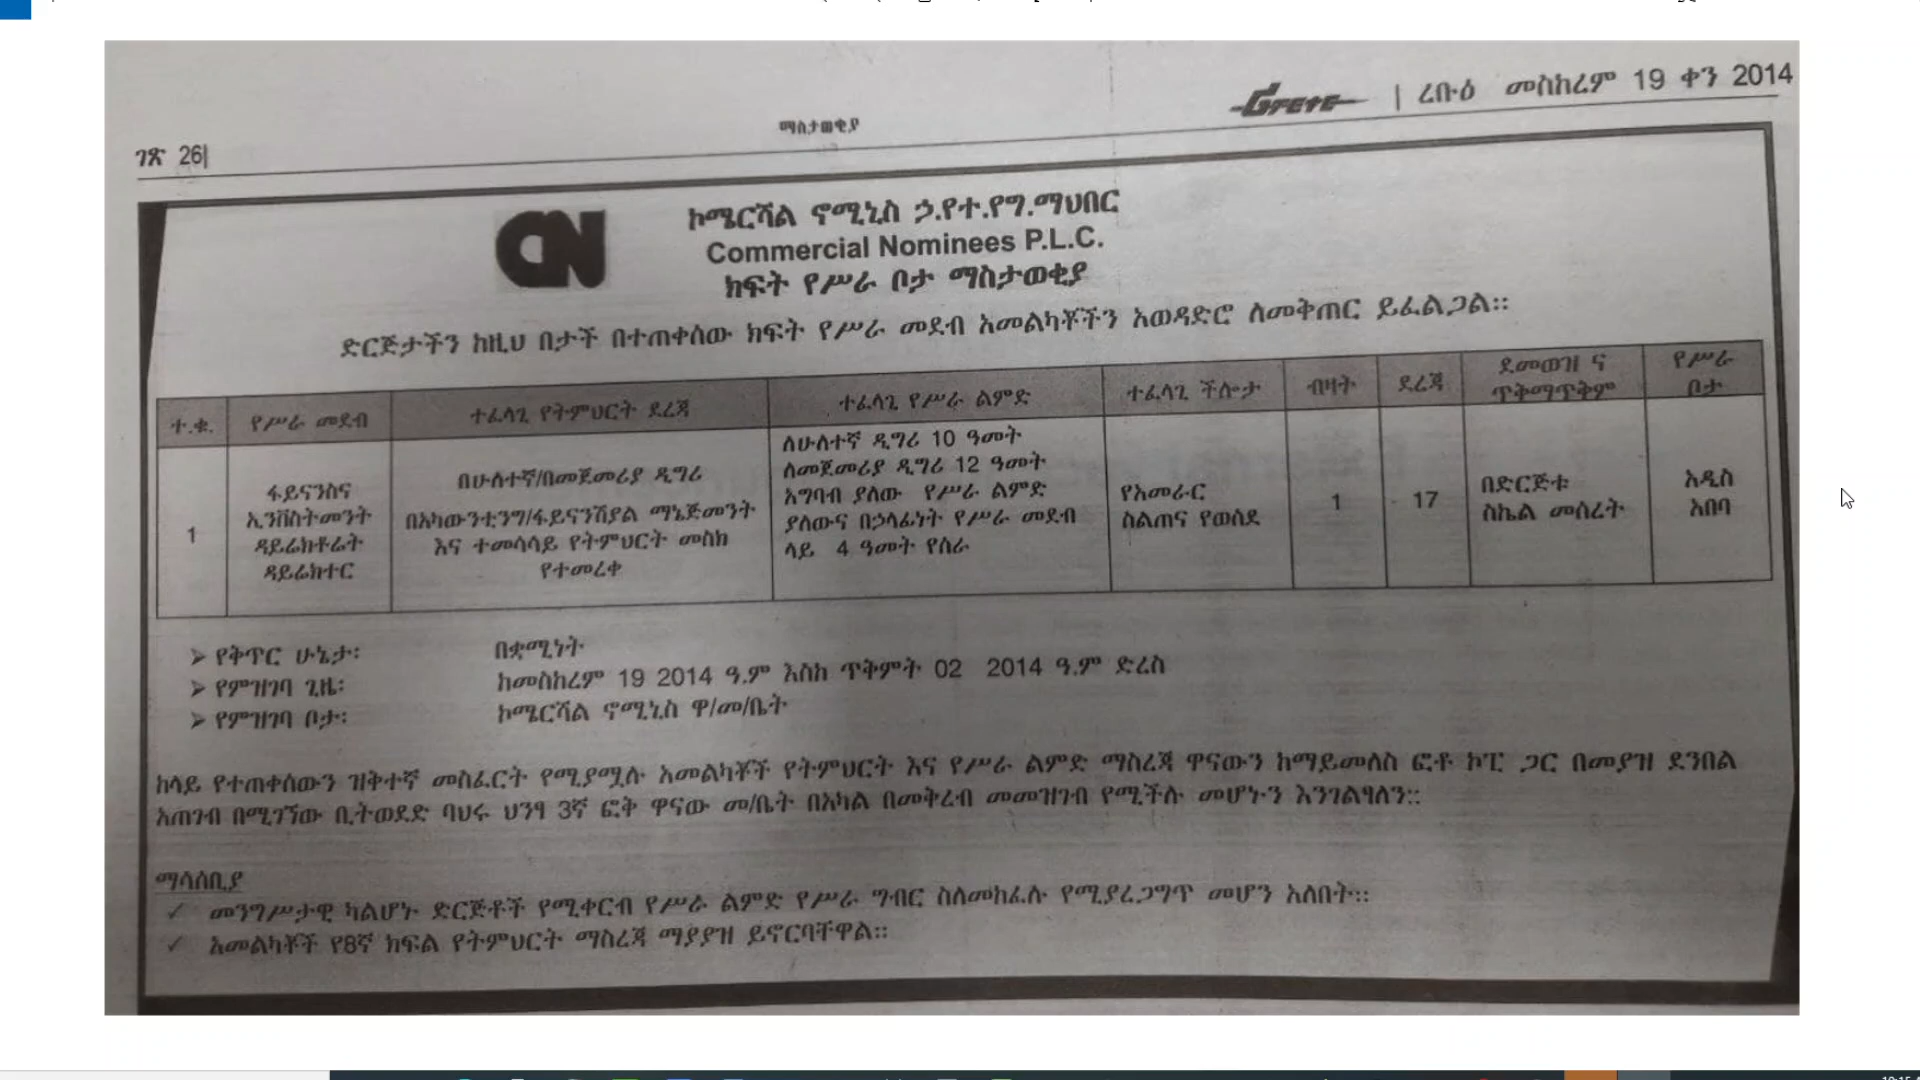 ገጽ 26|
ማስታወቂያ
| ረቡዕ መስከረም 19 ቀን 2014
CN
ኮሜርሻል ኖሚኒስ ኃ.የተ.የግ.ማህበር
Commercial Nominees P.L.C.
ክፍት የሥራ ቦታ ማስታወቂያ
ድርጅታችን ከዚህ በታች በተጠቀሰው ክፍት የሥራ መደብ አመልካቾችን አወዳድሮ ለመቅጠር ይፈልጋል፡፡
ተ.ቁ.
የሥራ መደብ
ተፈላጊ የትምህርት ደረጃ
ተፈላጊ የሥራ ልምድ
ተፈላጊ ችሎታ
ብዛት
ደረጃ
ደመወዝ ና
ጥቅማጥቅም
የሥራ
ቦታ
1
ፋይናንስና
ኢንቨስትመንት
ዳይሬክቶሬት
ዳይሬክተር
በሁለተኛ/በመጀመሪያ ዲግሪ
በአካውንቲንግ/ፋይናንሽያል ማኔጅመንት
እና ተመሳሳይ የትምህርት መስክ
የተመረቀ
ለሁለተኛ ዲግሪ 10 ዓመት
ለመጀመሪያ ዲግሪ 12 ዓመት
አግባብ ያለው የሥራ ልምድ
ያለውና በኃላፊነት የሥራ መደብ
ላይ 4 ዓመት የሰራ
የአመራር
ስልጠና የወሰደ
1
17
በድርጅቱ
ስኬል መሰረት
አዲስ
አበባ
➢ የቅጥር ሁኔታ፡ በቋሚነት
➢ የምዝገባ ጊዜ፡ ከመስከረም 19 2014 ዓ.ም እስከ ጥቅምት 02 2014 ዓ.ም ድረስ
➢ የምዝገባ ቦታ፡ ኮሜርሻል ኖሚኒስ ዋ/መ/ቤት
ከላይ የተጠቀሰውን ዝቅተኛ መስፈርት የሚያሟሉ አመልካቾች የትምህርት እና የሥራ ልምድ ማስረጃ ዋናውን ከማይመለስ ፎቶ ኮፒ ጋር በመያዝ ደንበል
አጠገብ በሚገኘው ቢትወደድ ባህሩ ህንፃ 3ኛ ፎቅ ዋናው መ/ቤት በአካል በመቅረብ መመዝገብ የሚችሉ መሆኑን እንገልፃለን፡፡
ማሳሰቢያ
✓ መንግሥታዊ ካልሆኑ ድርጅቶች የሚቀርብ የሥራ ልምድ የሥራ ግብር ስለመከፈሉ የሚያረጋግጥ መሆን አለበት፡፡
✓ አመልካቾች የ8ኛ ክፍል የትምህርት ማስረጃ ማያያዝ ይኖርባቸዋል፡፡